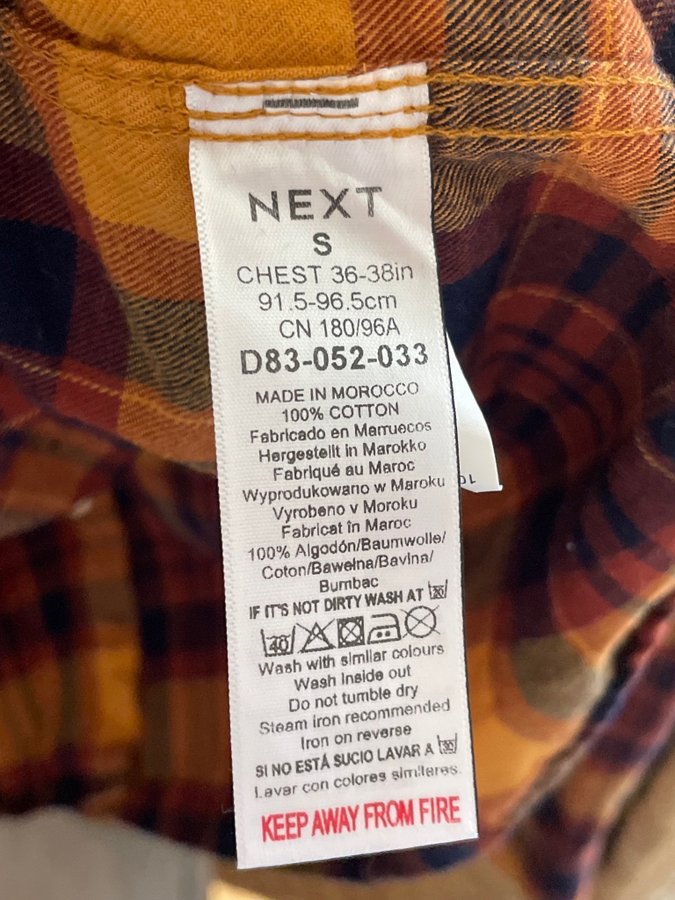 NEXT
S
CHEST 36-38in
91.5-96.5cm
CN 180/96A
D83-052-033
MADE IN MOROCCO
100% COTTON
Fabricado en Marruecos
Hergestellt in Marokko
Fabriqué au Maroc
Wyprodukowano w Maroku
Vyrobeno v Moroku
Fabricat în Maroc
100% Algodón/Baumwolle/
Coton/Bawełna/Bavlna/
Bumbac
IF IT'S NOT DIRTY WASH AT 30
40
Wash with similar colours
Wash inside out
Do not tumble dry
Steam iron recommended
Iron on reverse
SI NO ESTÁ SUCIO LAVAR A 30
Lavar con colores similares
KEEP AWAY FROM FIRE